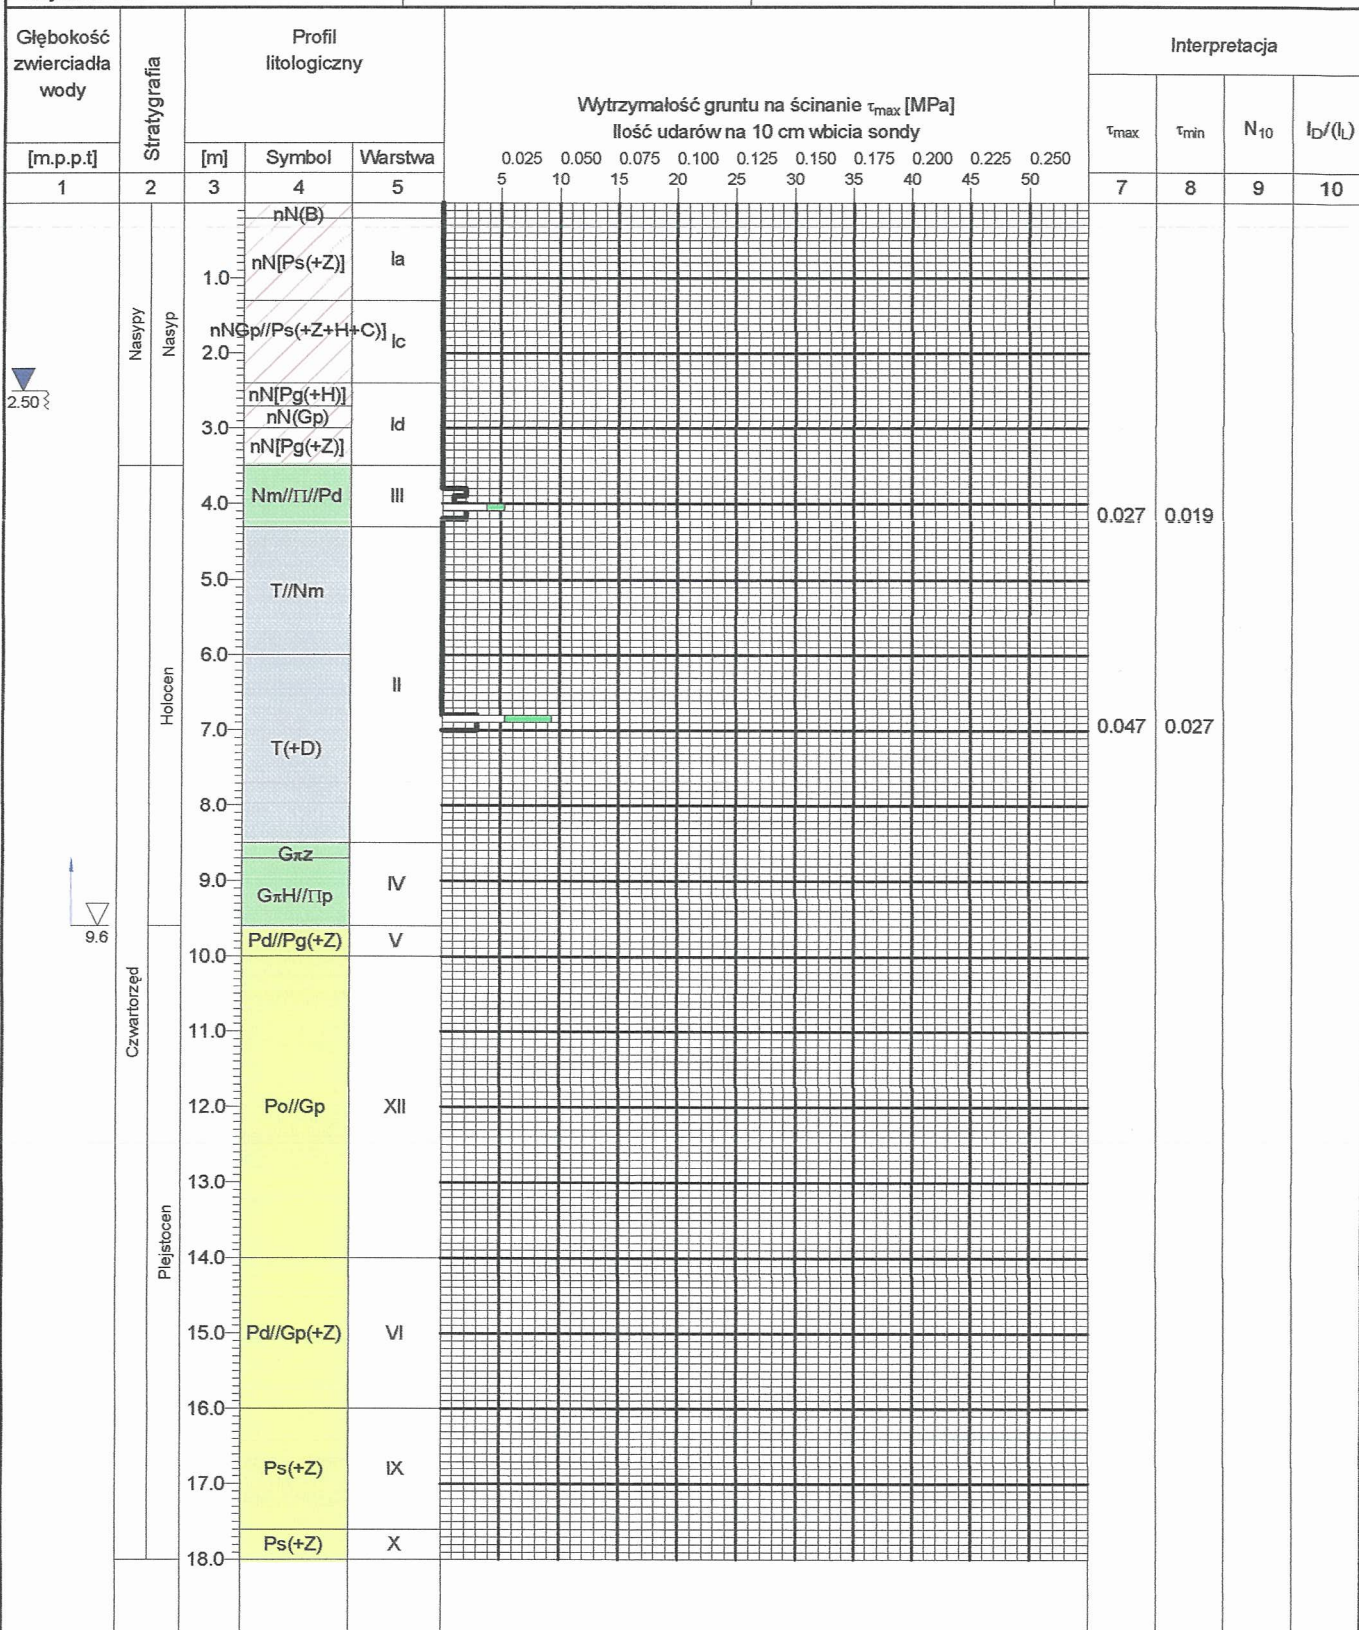 Głębokość
zwierciadła
wody
Stratygrafia
Profil
litologiczny
Wytrzymałość gruntu na ścinanie τmax [MPa]
Ilość udarów na 10 cm wbicia sondy
Interpretacja
τmax τmin N10 ID/(IL)
[m.p.p.t] [m] Symbol Warstwa
0.025 0.050 0.075 0.100 0.125 0.150 0.175 0.200 0.225 0.250
5 10 15 20 25 30 35 40 45 50
1 2 3 4 5 7 8 9 10
nN(B)
nN[Ps(+Z)] Ia
1.0
Nasypy
Nasyp
nNGp//Ps(+Z+H+C)] Ic
2.0
2.50
nN[Pg(+H)]
nN(Gp) Id
3.0
nN[Pg(+Z)]
Nm//Π//Pd III
4.0
0.027 0.019
5.0
T//Nm
6.0
II
Holocen
7.0
0.047 0.027
T(+D)
8.0
Gπz
9.0
IV
GπH//Πp
9.6
Pd//Pg(+Z) V
10.0
Czwartorzęd
11.0
12.0 Po//Gp XII
13.0
Plejstocen
14.0
15.0 Pd//Gp(+Z) VI
16.0
Ps(+Z) IX
17.0
Ps(+Z) X
18.0